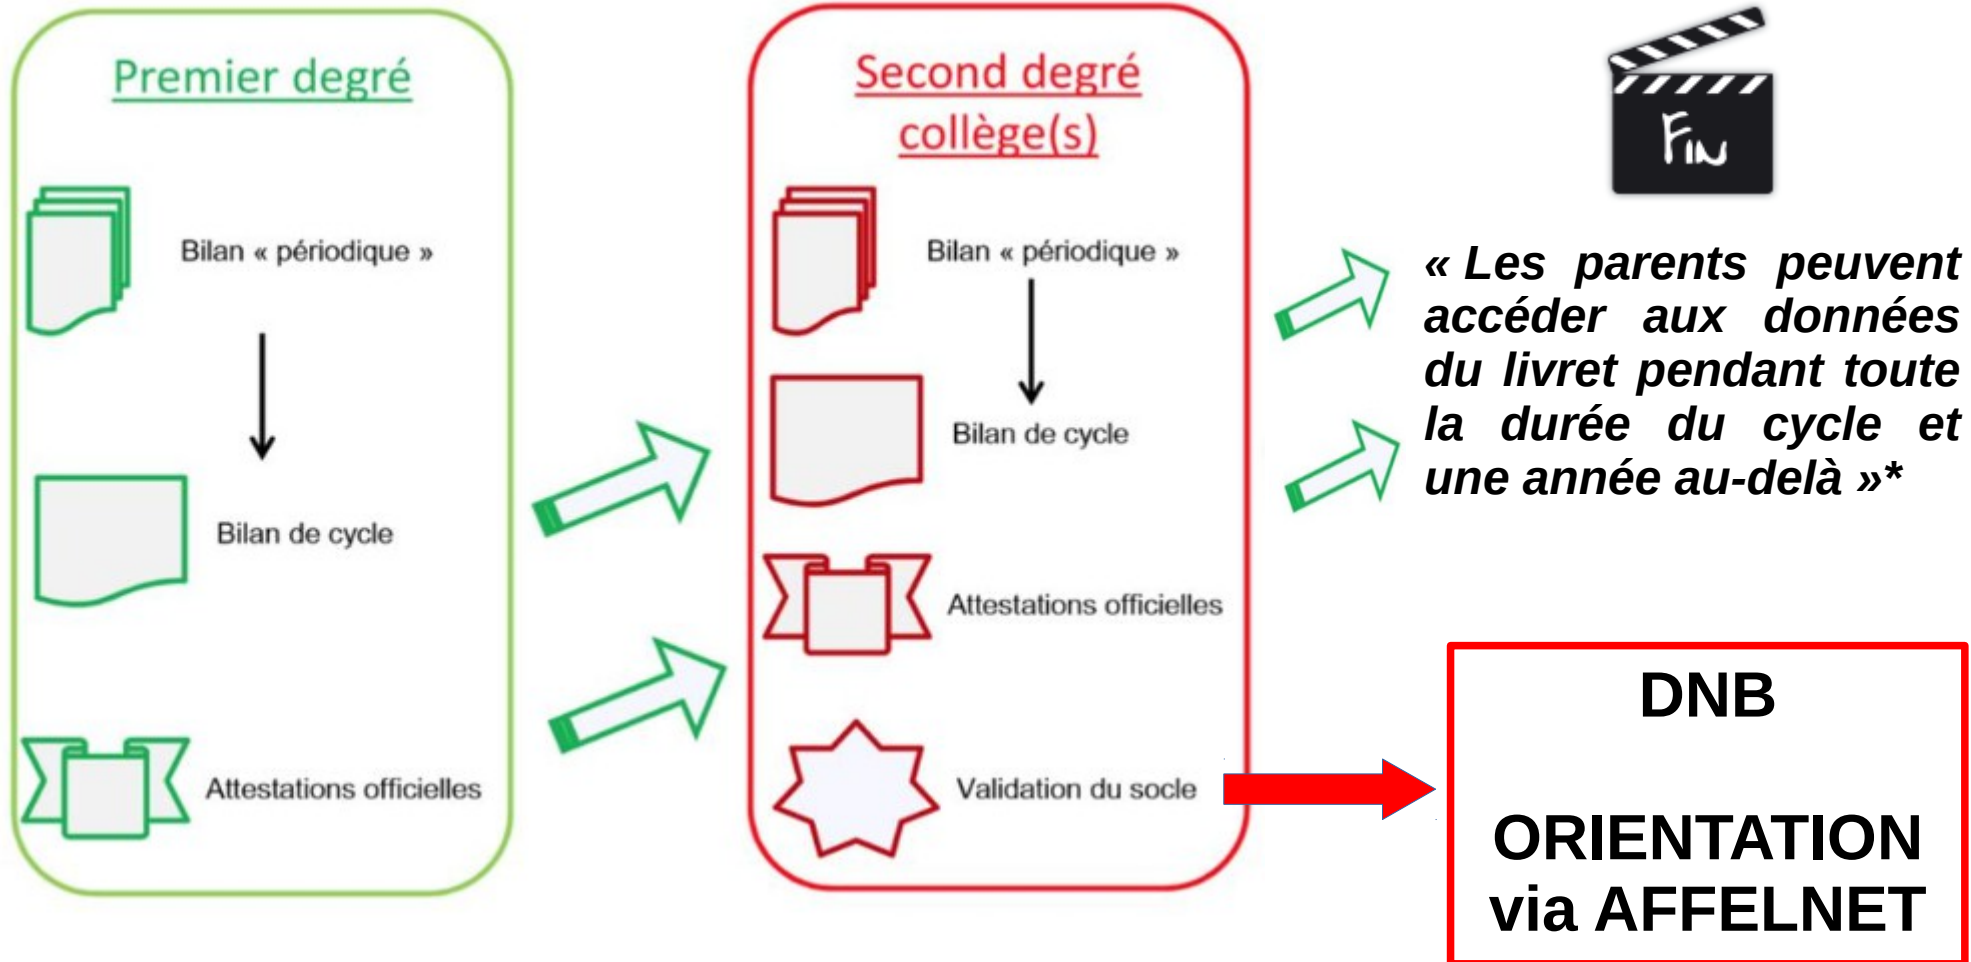 Premier degré
Bilan « périodique »
Bilan de cycle
Attestations officielles
Second degré
collège(s)
Bilan « périodique »
Bilan de cycle
Attestations officielles
Validation du socle
FIN
« Les parents peuvent
accéder aux données
du livret pendant toute
la durée du cycle et
une année au-delà »*
DNB
ORIENTATION
via AFFELNET